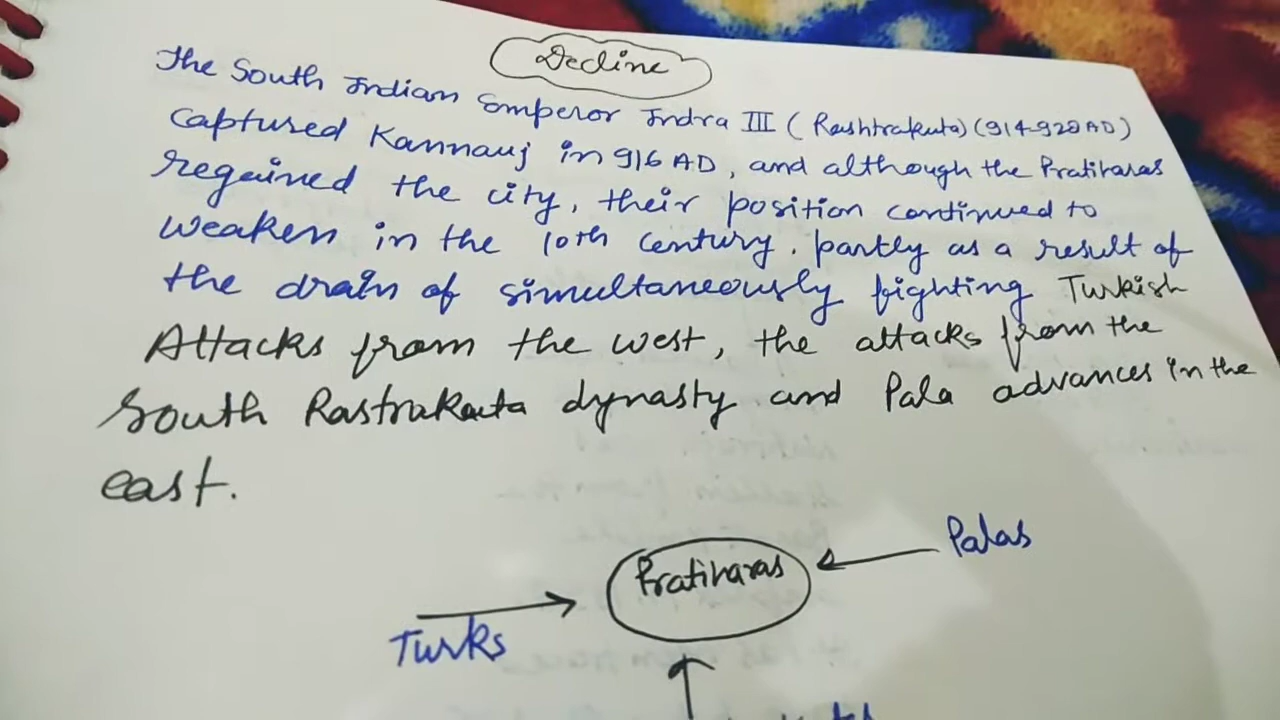 Decline
The South Indian Emperor Indra III (Rashtrakuta) (914-928 AD)
captured Kannauj in 916 AD, and although the Pratiharas
regained the city, their position continued to
weaken in the 10th century, partly as a result of
the drain of simultaneously fighting Turkish
Attacks from the west, the attacks from the
South Rastrakuta dynasty and Pala advances in the
east.
Palas
Pratiharas
Turks